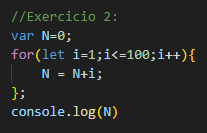 //Exercicio 2:
var N=0;
for(let i=1;i<=100;i++){
    N = N+i;
};
console.log(N)